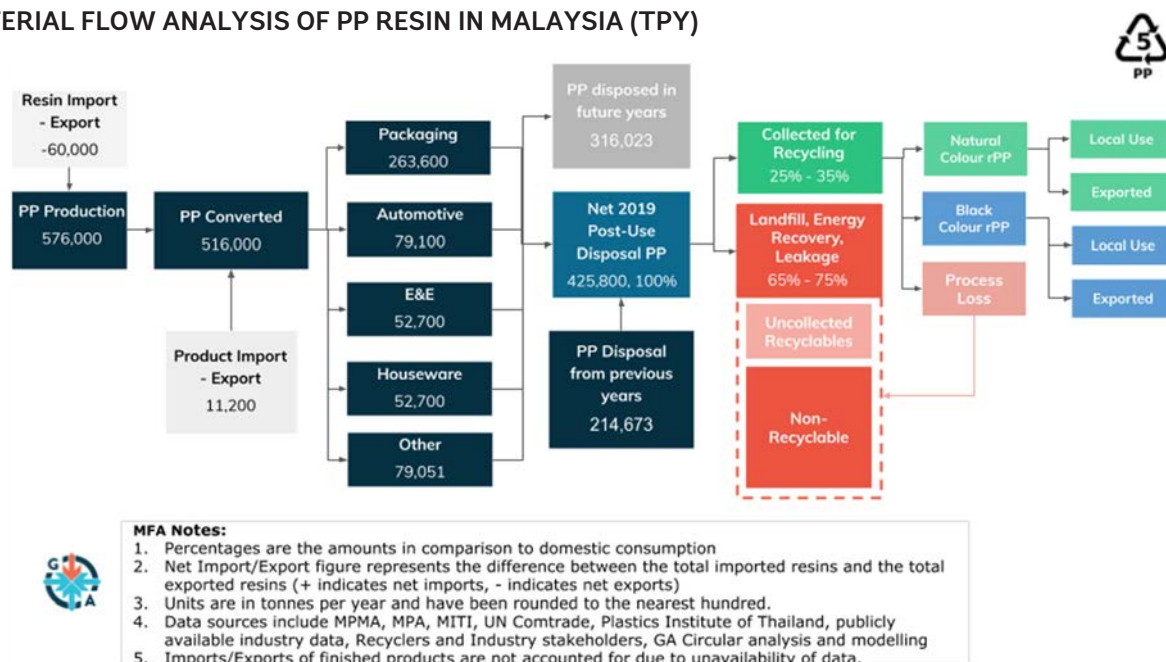 TERIAL FLOW ANALYSIS OF PP RESIN IN MALAYSIA (TPY)
5
PP
Resin Import
- Export
-60,000
PP Production
576,000
PP Converted
516,000
Product Import
- Export
11,200
Packaging
263,600
Automotive
79,100
E&E
52,700
Houseware
52,700
Other
79,051
PP disposed in
future years
316,023
Net 2019
Post-Use
Disposal PP
425,800, 100%
PP Disposal
from previous
years
214,673
Collected for
Recycling
25% - 35%
Landfill, Energy
Recovery,
Leakage
65% - 75%
Uncollected
Recyclables
Non-
Recyclable
Natural
Colour rPP
Black
Colour rPP
Process
Loss
Local Use
Exported
Local Use
Exported
G
A
MFA Notes:
1. Percentages are the amounts in comparison to domestic consumption
2. Net Import/Export figure represents the difference between the total imported resins and the total
exported resins (+ indicates net imports, - indicates net exports)
3. Units are in tonnes per year and have been rounded to the nearest hundred.
4. Data sources include MPMA, MPA, MITI, UN Comtrade, Plastics Institute of Thailand, publicly
available industry data, Recyclers and Industry stakeholders, GA Circular analysis and modelling
5. Imports/Exports of finished products are not accounted for due to unavailability of data.